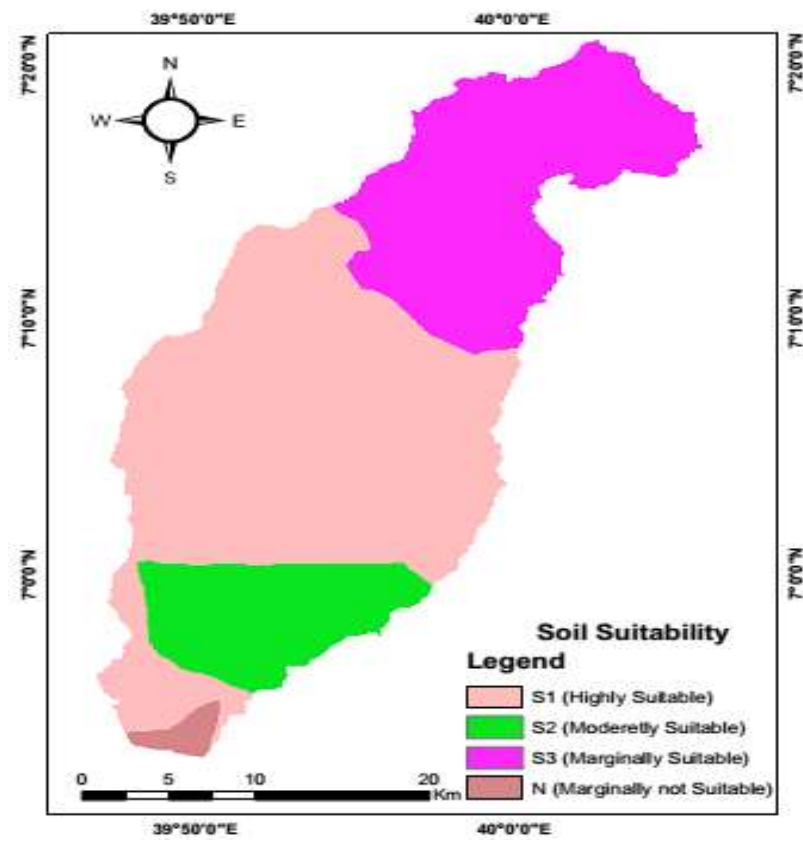 39°50'0"E 40°0'0"E
7°20'0"N 7°20'0"N
N
W E
S
7°10'0"N 7°10'0"N
7°0'0"N 7°0'0"N
Soil Suitability
Legend
S1 (Highly Suitable)
S2 (Moderetly Suitable)
S3 (Marginally Suitable)
N (Marginally not Suitable)
0 5 10 20
Km
39°50'0"E 40°0'0"E